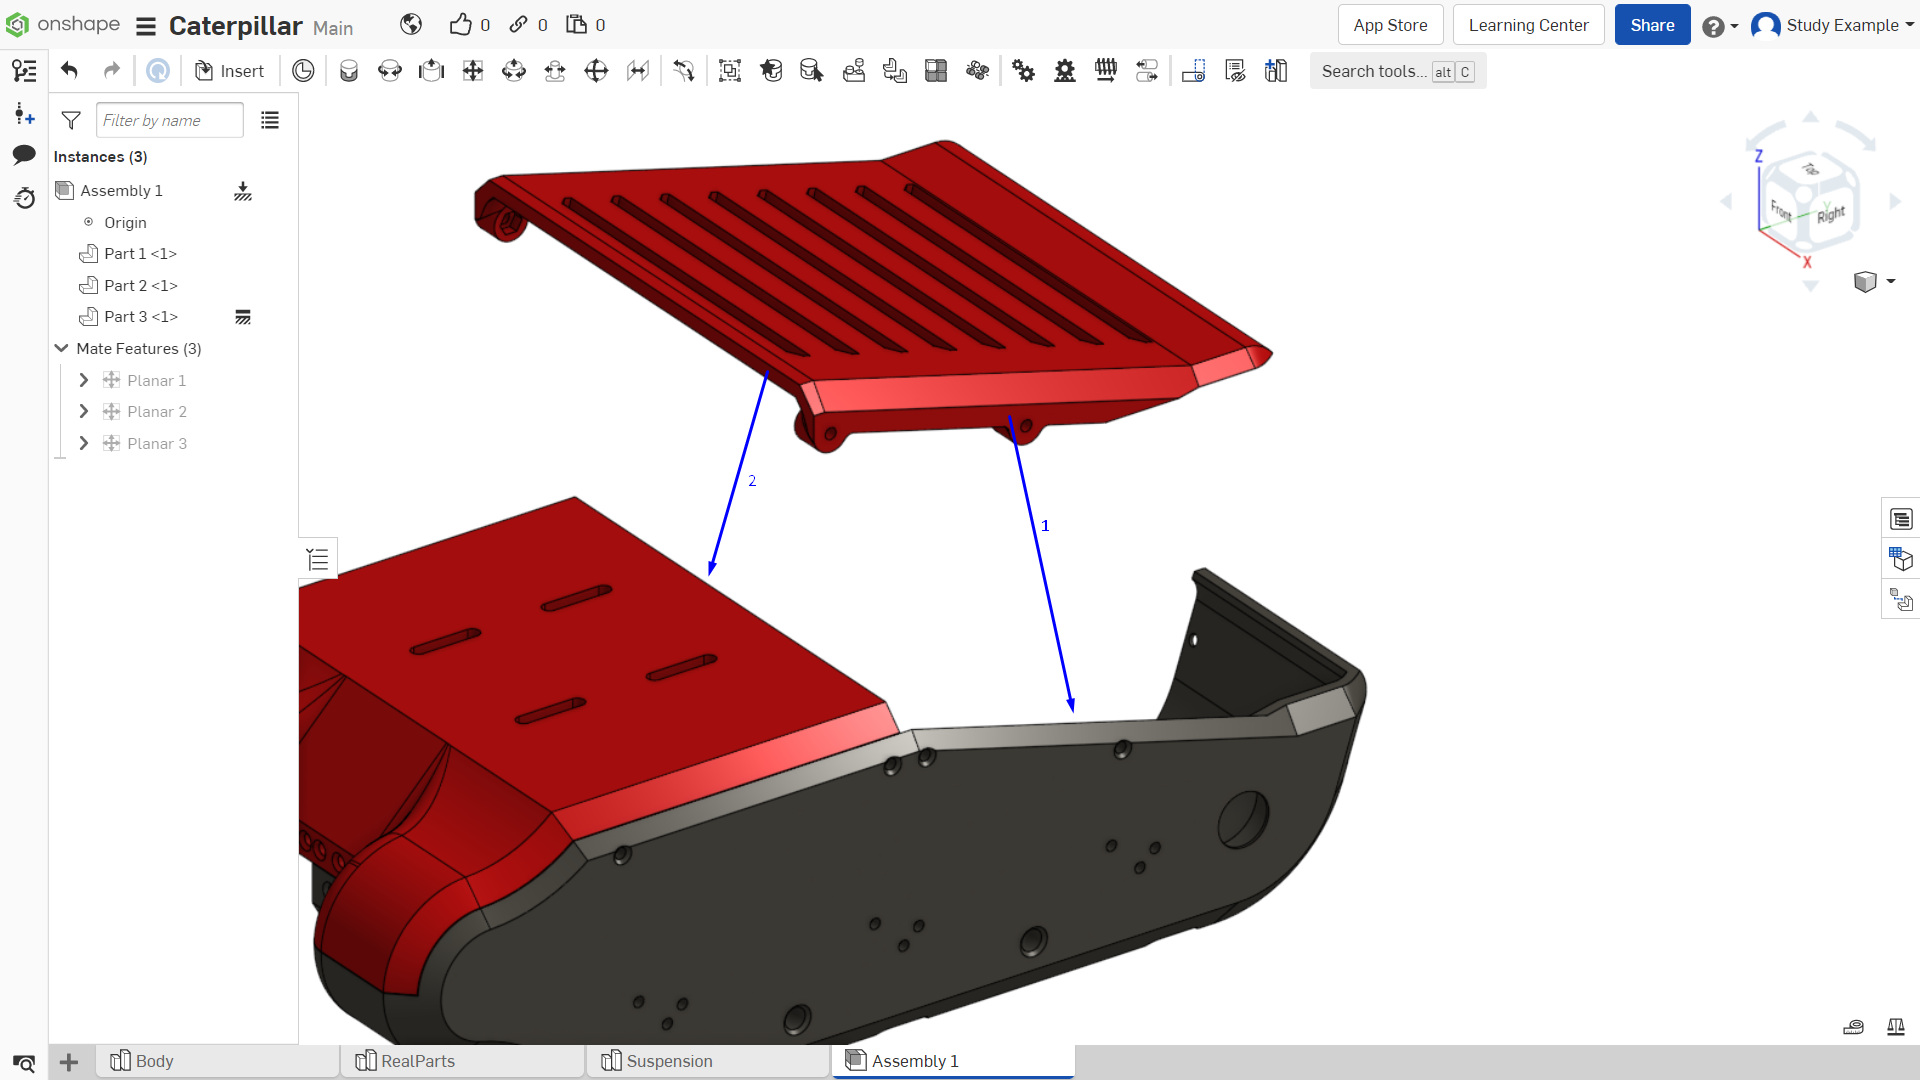 onshape Caterpillar Main 0 0 0 App Store Learning Center Share Study Example
Insert Search tools... alt C
Filter by name
Instances (3)
Assembly 1
Origin
Part 1 <1>
Part 2 <1>
Part 3 <1>
Mate Features (3)
Planar 1
Planar 2
Planar 3
2
1
Z
Top
Front
Y
Right
X
Body RealParts Suspension Assembly 1